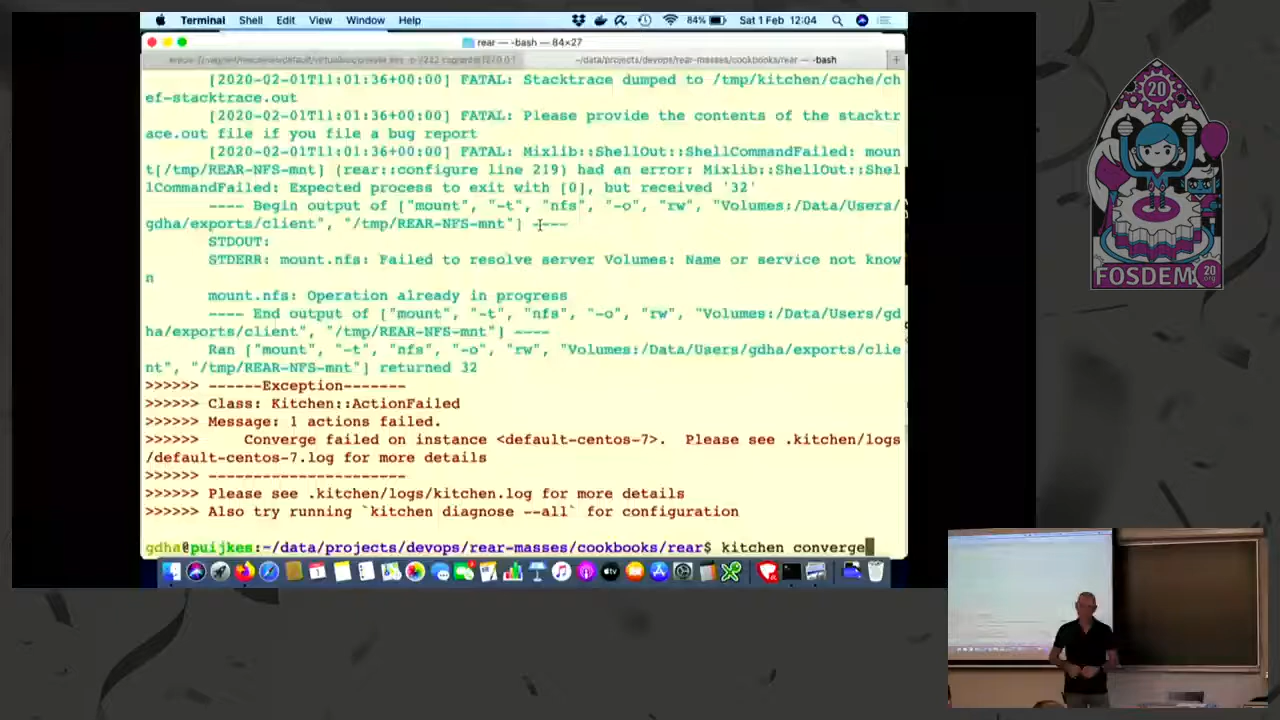 Terminal Shell Edit View Window Help 84% Sat 1 Feb 12:04
rear — -bash — 84×27
~/data/projects/devops/rear-masses/cookbooks/rear — -bash
[2020-02-01T11:01:36+00:00] FATAL: Stacktrace dumped to /tmp/kitchen/cache/ch
ef-stacktrace.out
[2020-02-01T11:01:36+00:00] FATAL: Please provide the contents of the stacktr
ace.out file if you file a bug report
[2020-02-01T11:01:36+00:00] FATAL: Mixlib::ShellOut::ShellCommandFailed: moun
t[/tmp/REAR-NFS-mnt] (rear::configure line 219) had an error: Mixlib::ShellOut::Shel
lCommandFailed: Expected process to exit with [0], but received '32'
---- Begin output of ["mount", "-t", "nfs", "-o", "rw", "Volumes:/Data/Users/
gdha/exports/client", "/tmp/REAR-NFS-mnt"] ----
STDOUT:
STDERR: mount.nfs: Failed to resolve server Volumes: Name or service not know
n
mount.nfs: Operation already in progress
---- End output of ["mount", "-t", "nfs", "-o", "rw", "Volumes:/Data/Users/gd
ha/exports/client", "/tmp/REAR-NFS-mnt"] ----
Ran ["mount", "-t", "nfs", "-o", "rw", "Volumes:/Data/Users/gdha/exports/clie
nt", "/tmp/REAR-NFS-mnt"] returned 32
>>>>>> ------Exception-------
>>>>>> Class: Kitchen::ActionFailed
>>>>>> Message: 1 actions failed.
>>>>>>     Converge failed on instance <default-centos-7>.  Please see .kitchen/logs
/default-centos-7.log for more details
>>>>>> ----------------------
>>>>>> Please see .kitchen/logs/kitchen.log for more details
>>>>>> Also try running `kitchen diagnose --all` for configuration
gdha@puijkes:~/data/projects/devops/rear-masses/cookbooks/rear$ kitchen converge
20
FOSDEM 20
.org